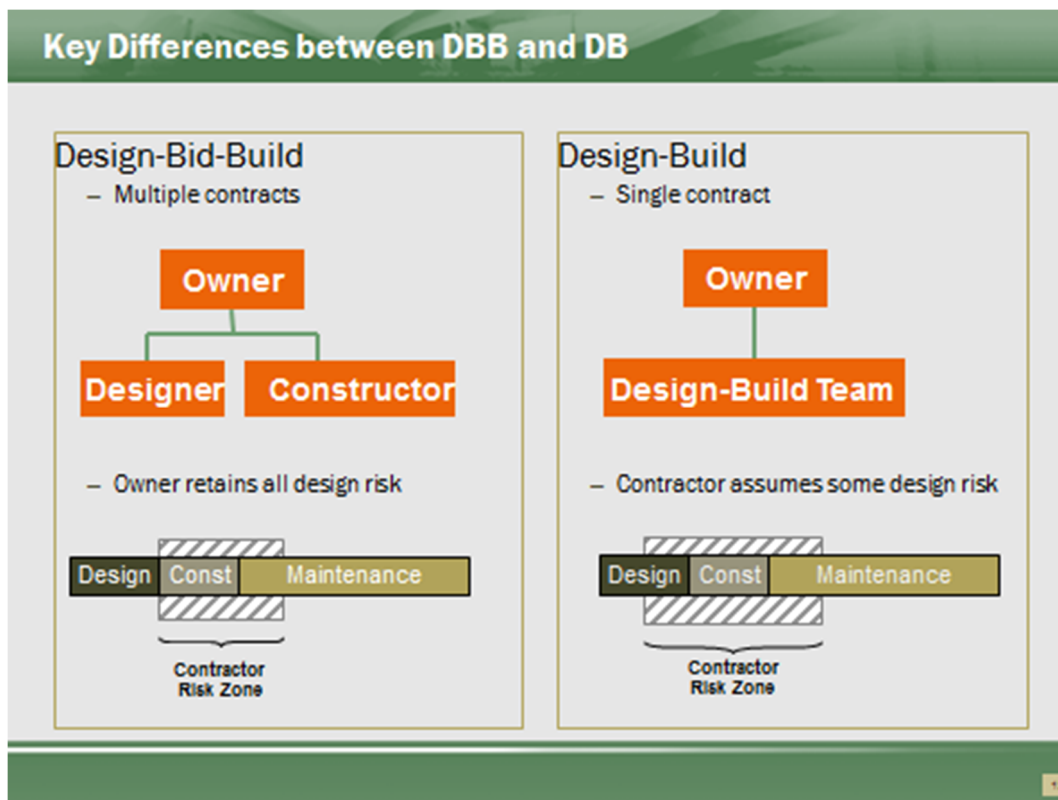 Key Differences between DBB and DB
Design-Bid-Build
– Multiple contracts
Owner
Designer
Constructor
– Owner retains all design risk
Design
Const
Maintenance
Contractor
Risk Zone
Design-Build
– Single contract
Owner
Design-Build Team
– Contractor assumes some design risk
Design
Const
Maintenance
Contractor
Risk Zone